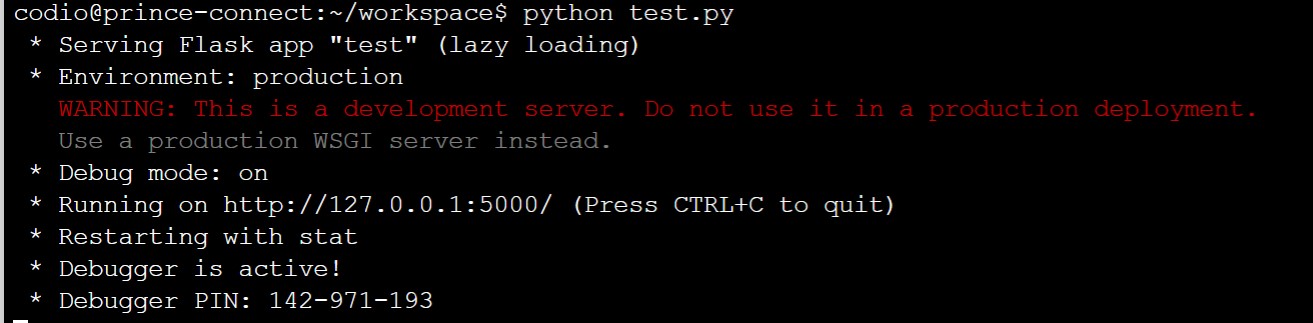 codio@prince-connect:~/workspace$ python test.py
* Serving Flask app "test" (lazy loading)
* Environment: production
WARNING: This is a development server. Do not use it in a production deployment.
Use a production WSGI server instead.
* Debug mode: on
* Running on http://127.0.0.1:5000/ (Press CTRL+C to quit)
* Restarting with stat
* Debugger is active!
* Debugger PIN: 142-971-193